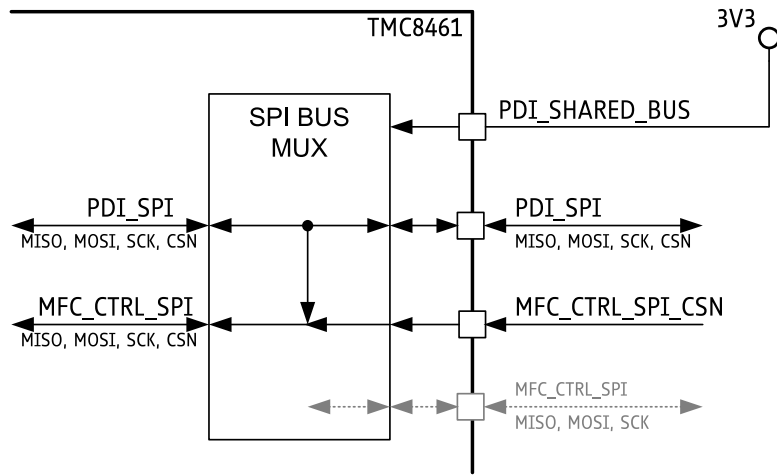 TMC8461
3V3
SPI BUS
MUX
PDI_SHARED_BUS
PDI_SPI
MISO, MOSI, SCK, CSN
PDI_SPI
MISO, MOSI, SCK, CSN
MFC_CTRL_SPI
MISO, MOSI, SCK, CSN
MFC_CTRL_SPI_CSN
MFC_CTRL_SPI
MISO, MOSI, SCK